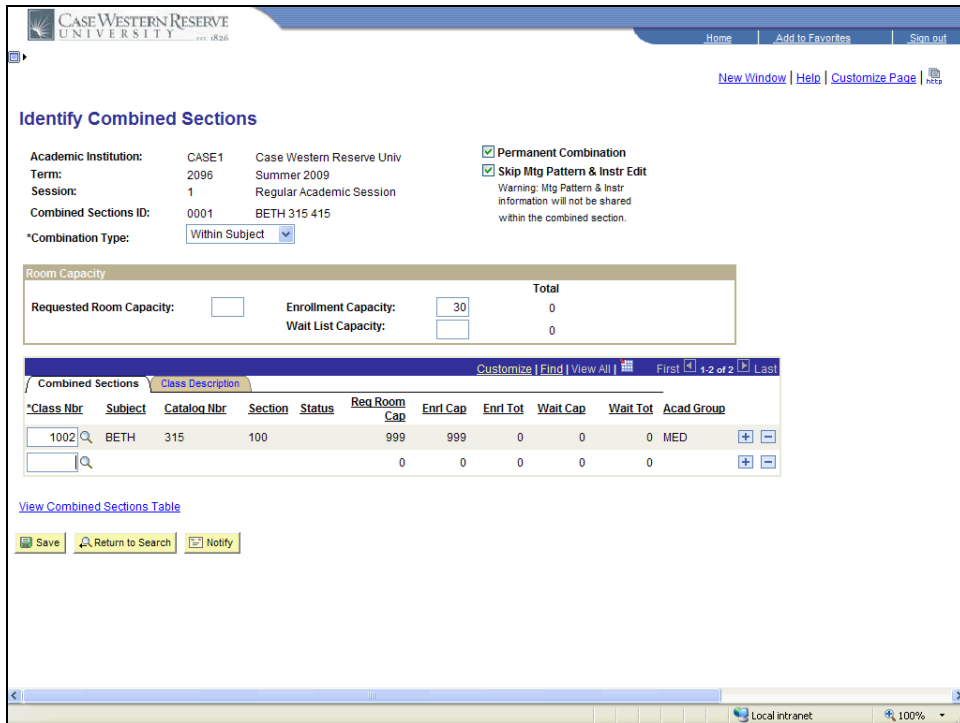 CASE WESTERN RESERVE
UNIVERSITY EST. 1826
Home Add to Favorites Sign out
New Window | Help | Customize Page | http
Identify Combined Sections
Academic Institution: CASE1 Case Western Reserve Univ
Permanent Combination
Term: 2096 Summer 2009
Skip Mtg Pattern & Instr Edit
Session: 1 Regular Academic Session
Warning: Mtg Pattern & Instr
information will not be shared
within the combined section.
Combined Sections ID: 0001 BETH 315 415
*Combination Type: Within Subject
Room Capacity
Total
Requested Room Capacity: Enrollment Capacity: 30 0
Wait List Capacity: 0
Customize | Find | View All | First 1-2 of 2 Last
Combined Sections Class Description
*Class Nbr Subject Catalog Nbr Section Status Req Room Cap Enrl Cap Enrl Tot Wait Cap Wait Tot Acad Group
1002 BETH 315 100 999 999 0 0 0 MED + −
0 0 0 0 0 + −
View Combined Sections Table
Save Return to Search Notify
Local intranet 100%